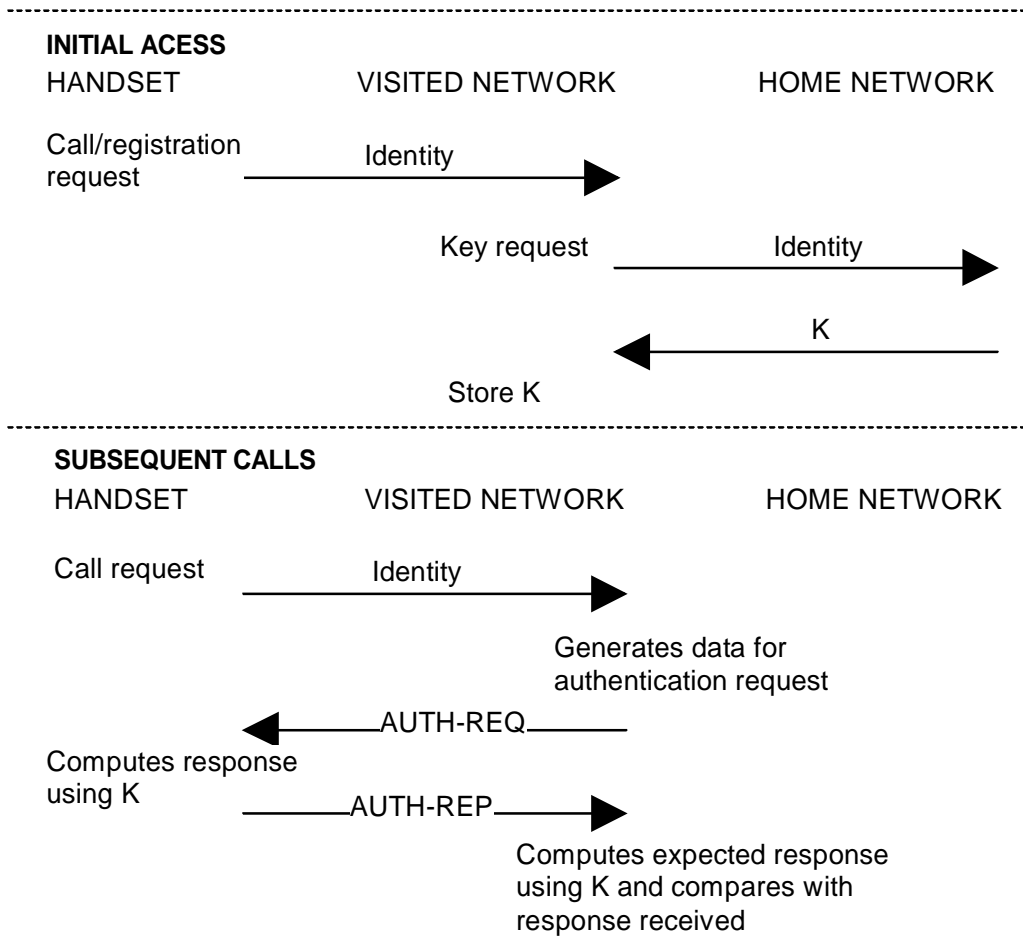 INITIAL ACESS
HANDSET VISITED NETWORK HOME NETWORK
Call/registration
request
Identity
Key request Identity
K
Store K
SUBSEQUENT CALLS
HANDSET VISITED NETWORK HOME NETWORK
Call request Identity
Generates data for
authentication request
AUTH-REQ
Computes response
using K
AUTH-REP
Computes expected response
using K and compares with
response received